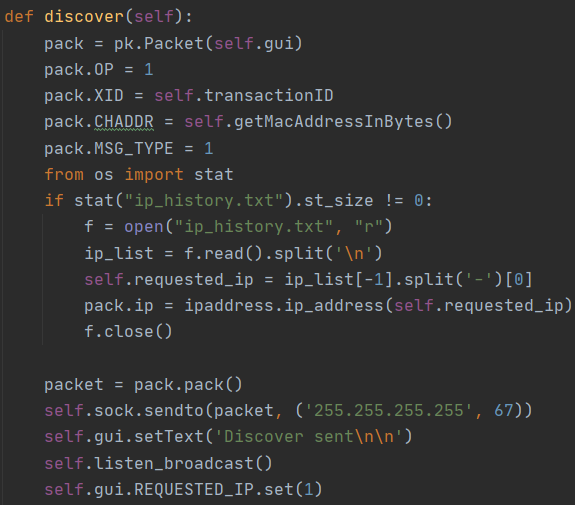 def discover(self):
    pack = pk.Packet(self.gui)
    pack.OP = 1
    pack.XID = self.transactionID
    pack.CHADDR = self.getMacAddressInBytes()
    pack.MSG_TYPE = 1
    from os import stat
    if stat("ip_history.txt").st_size != 0:
        f = open("ip_history.txt", "r")
        ip_list = f.read().split('\n')
        self.requested_ip = ip_list[-1].split('-')[0]
        pack.ip = ipaddress.ip_address(self.requested_ip)
        f.close()

    packet = pack.pack()
    self.sock.sendto(packet, ('255.255.255.255', 67))
    self.gui.setText('Discover sent\n\n')
    self.listen_broadcast()
    self.gui.REQUESTED_IP.set(1)